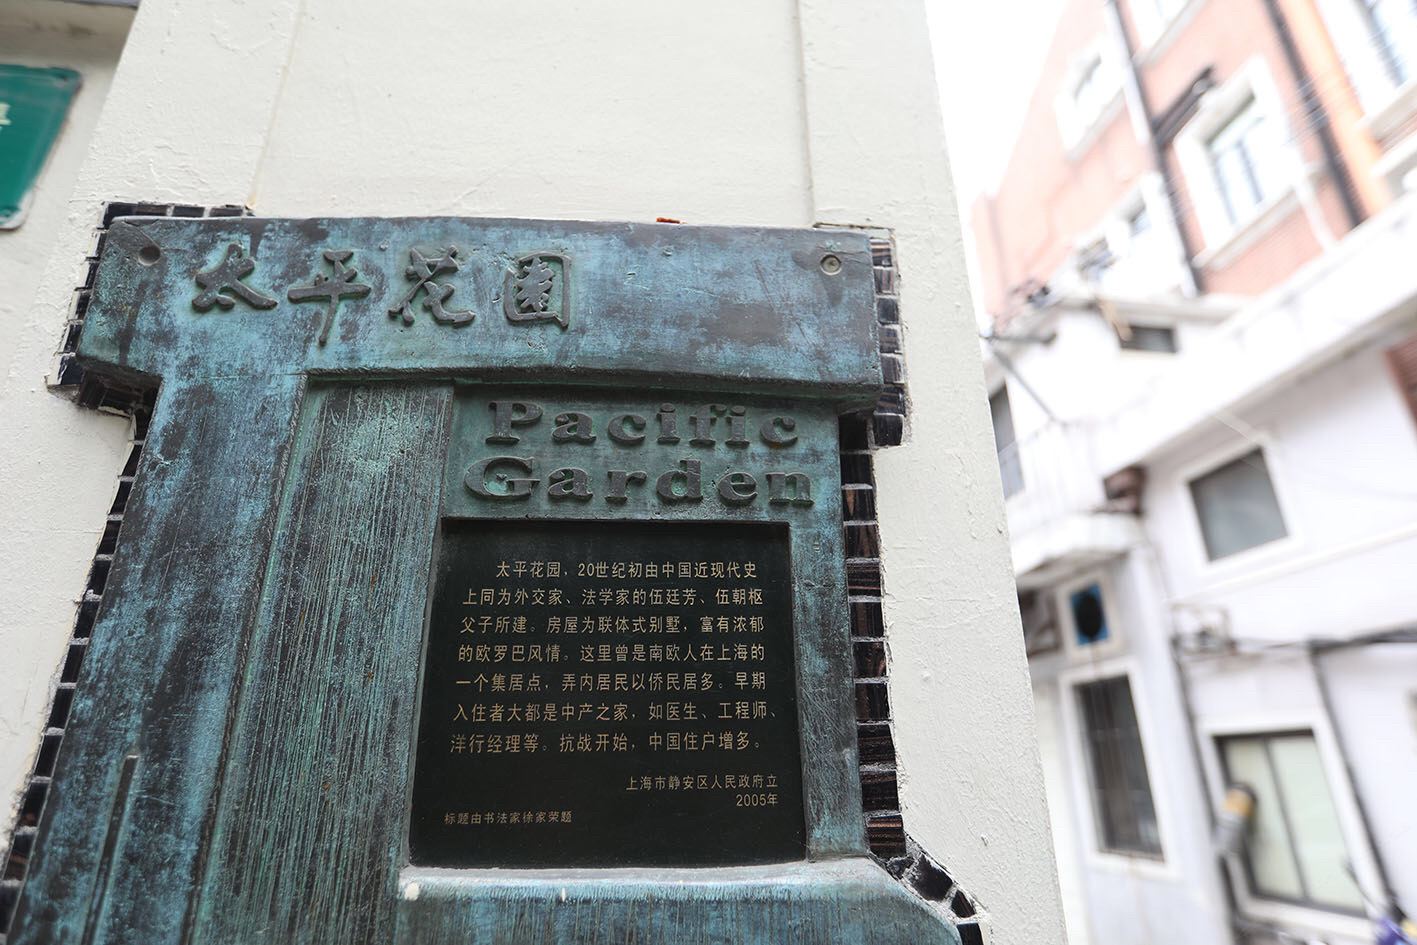 太平花园
Pacific
Garden
太平花园，20世纪初由中国近现代史
上同为外交家、法学家的伍廷芳、伍朝枢
父子所建。房屋为联体式别墅，富有浓郁
的欧罗巴风情。这里曾是南欧人在上海的
一个集居点，弄内居民以侨民居多。早期
入住者大都是中产之家，如医生、工程师、
洋行经理等。抗战开始，中国住户增多。
上海市静安区人民政府立
2005年
标题由书法家徐家荣题